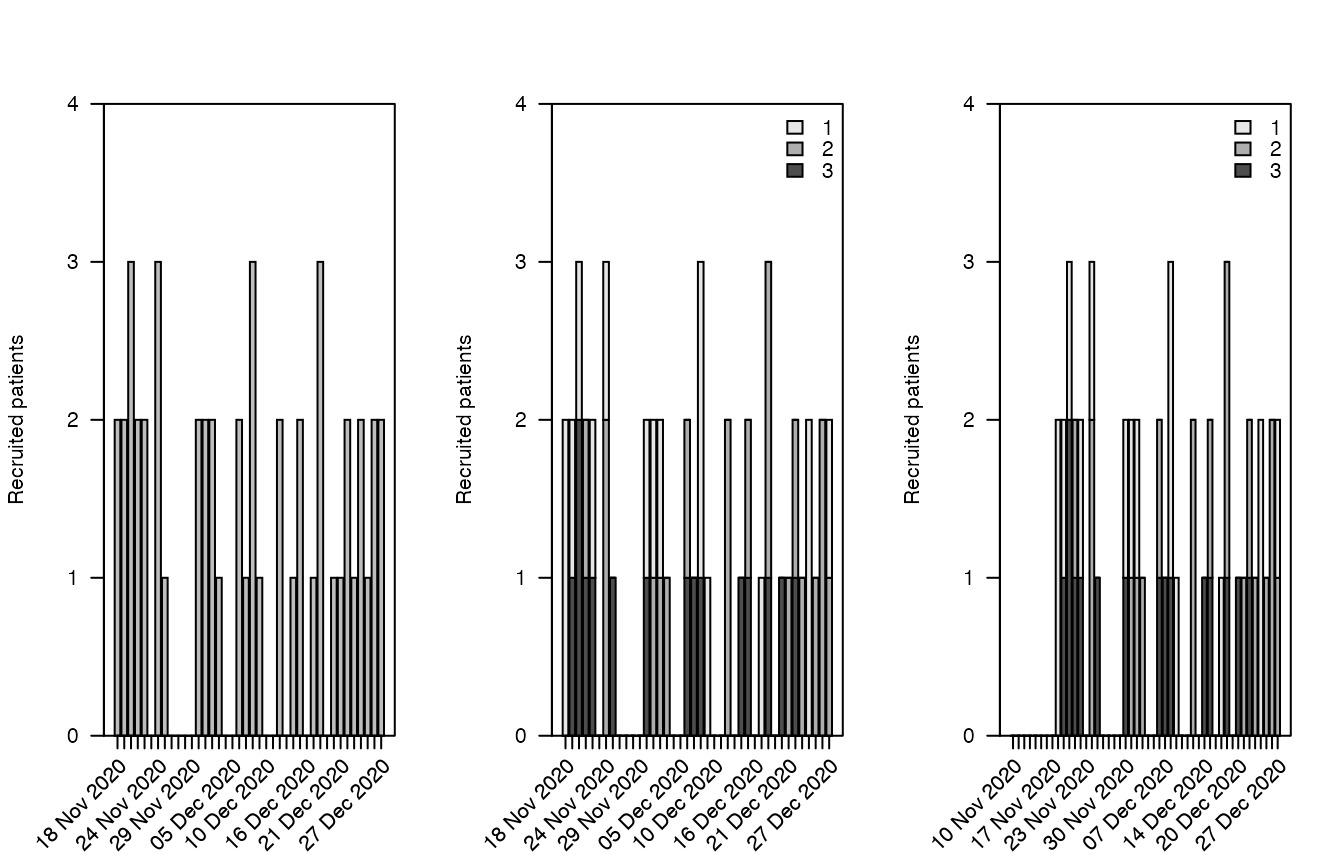 Recruited patients
4
3
2
1
0
18 Nov 2020
24 Nov 2020
29 Nov 2020
05 Dec 2020
10 Dec 2020
16 Dec 2020
21 Dec 2020
27 Dec 2020
Recruited patients
4
3
2
1
0
1
2
3
18 Nov 2020
24 Nov 2020
29 Nov 2020
05 Dec 2020
10 Dec 2020
16 Dec 2020
21 Dec 2020
27 Dec 2020
Recruited patients
4
3
2
1
0
1
2
3
10 Nov 2020
17 Nov 2020
23 Nov 2020
30 Nov 2020
07 Dec 2020
14 Dec 2020
20 Dec 2020
27 Dec 2020